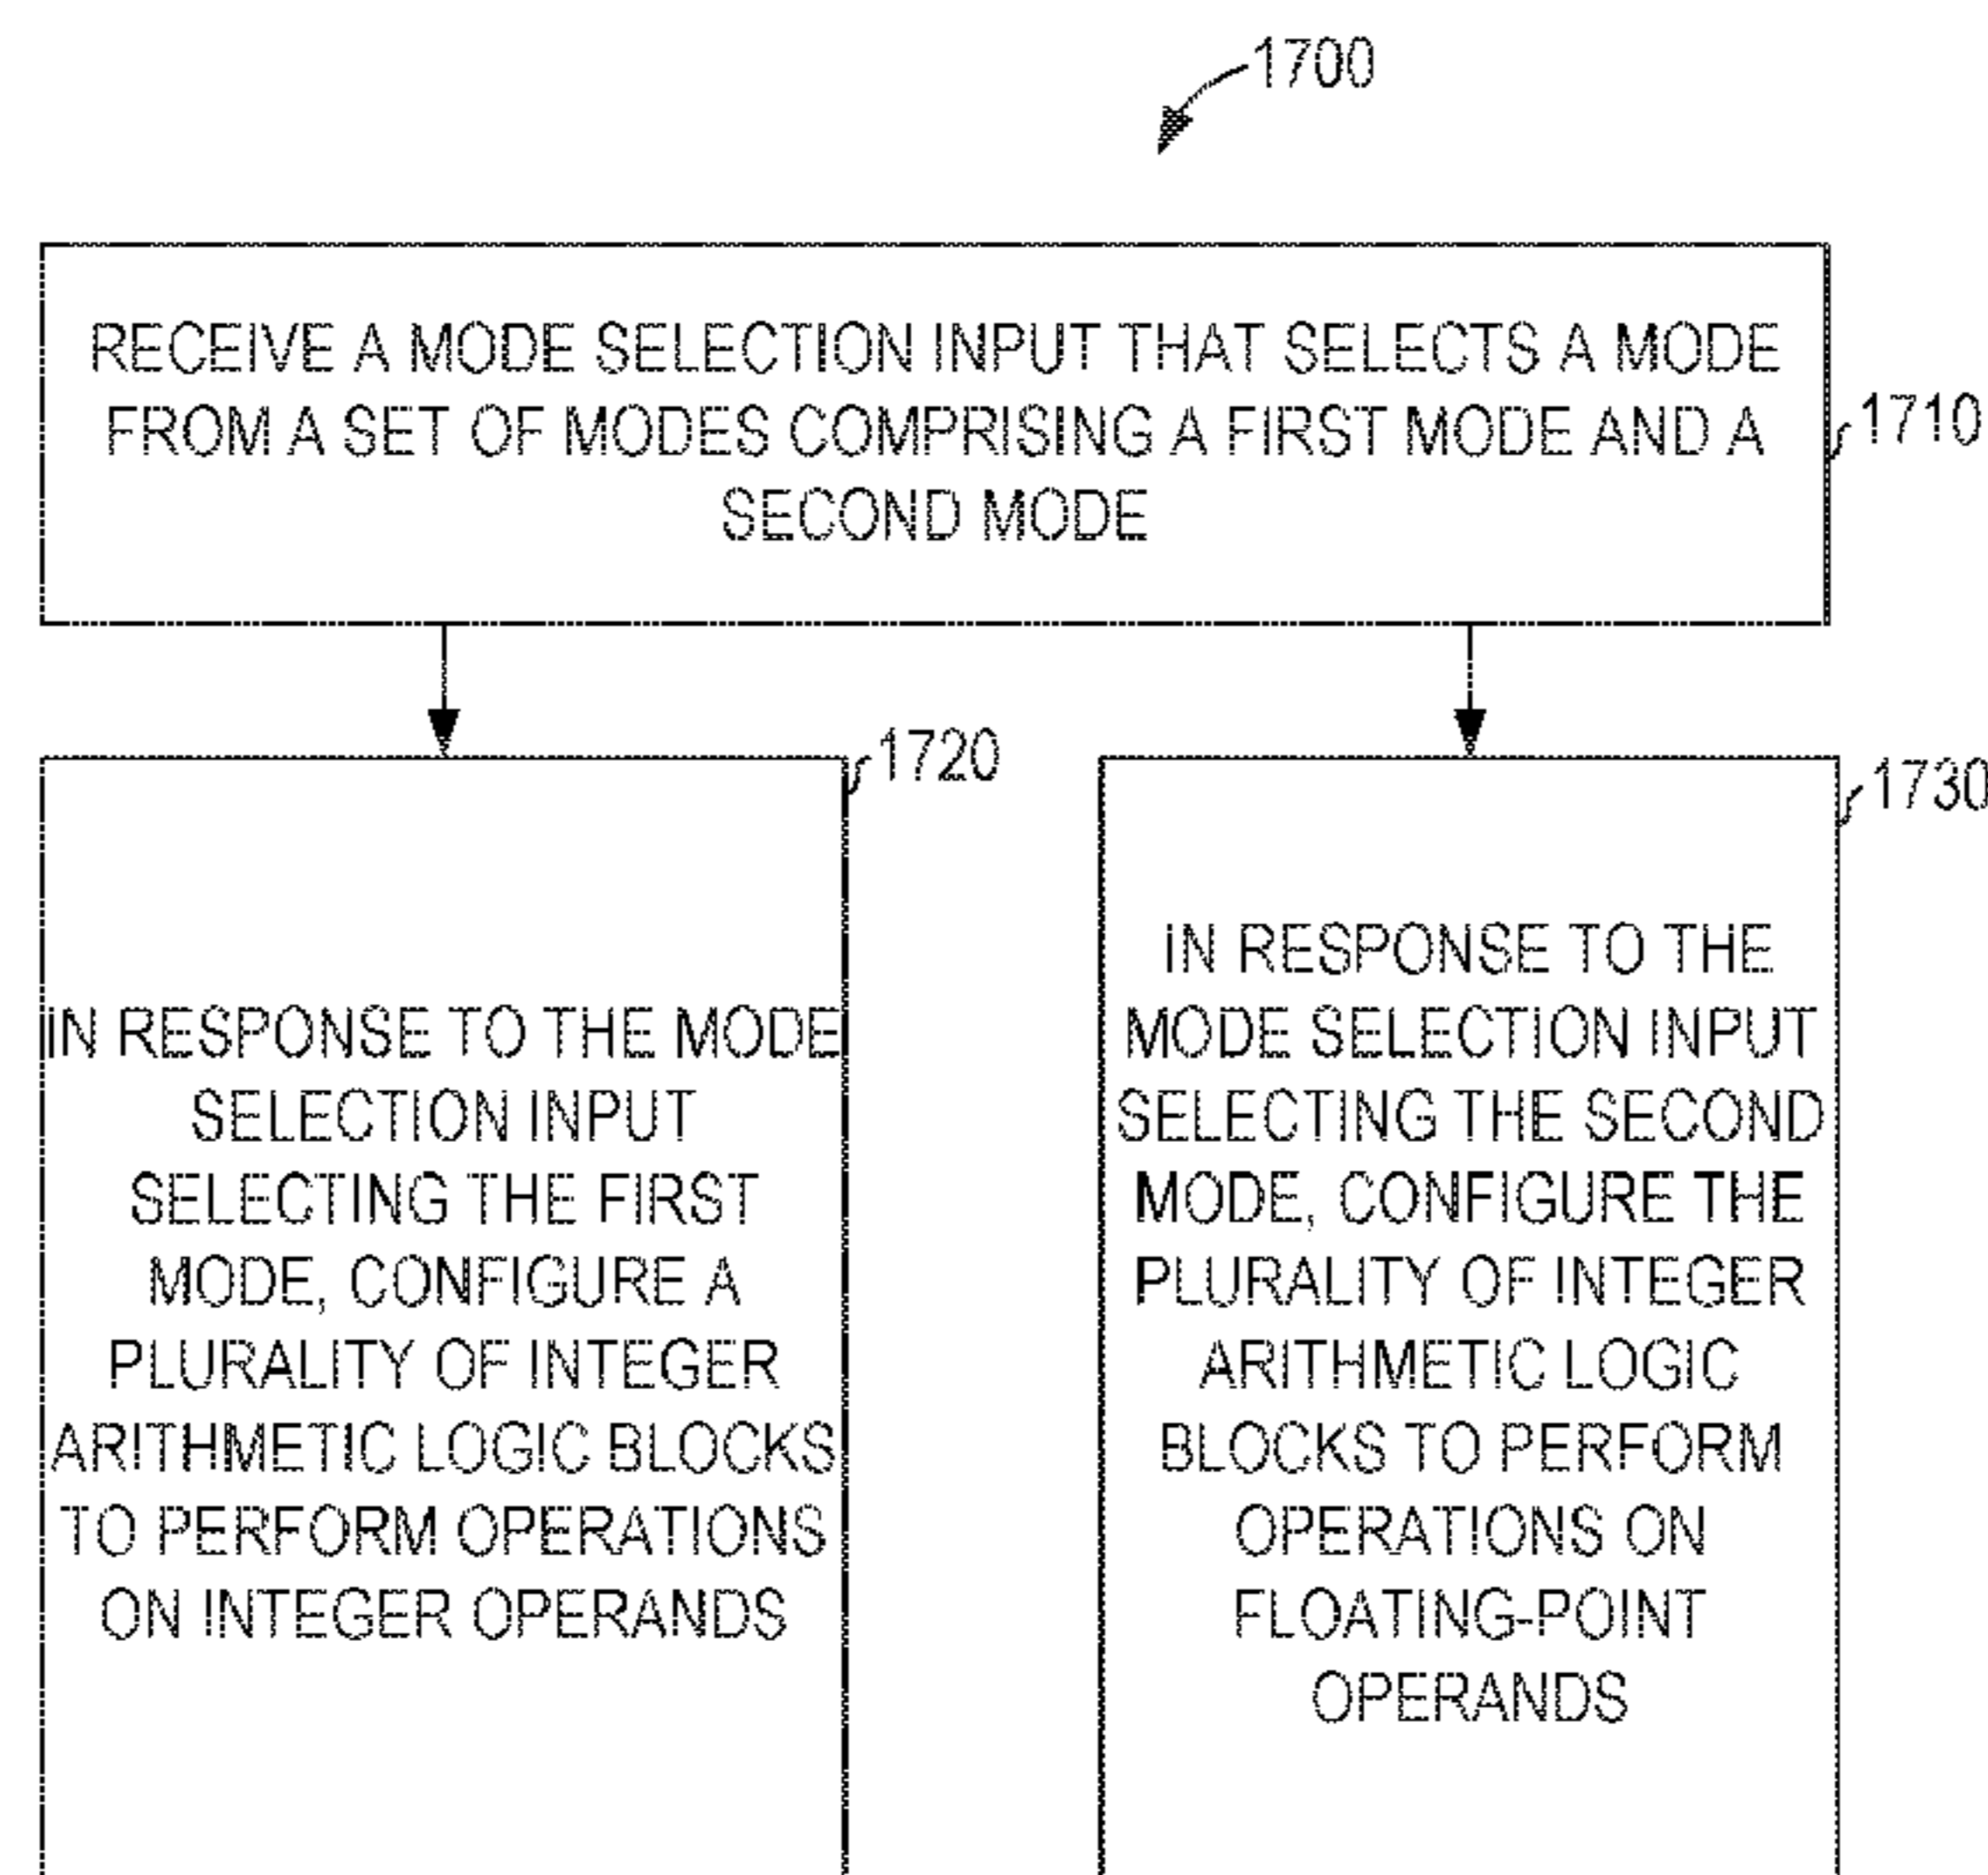 1700
RECEIVE A MODE SELECTION INPUT THAT SELECTS A MODE
FROM A SET OF MODES COMPRISING A FIRST MODE AND A
SECOND MODE
1710
1720
IN RESPONSE TO THE MODE
SELECTION INPUT
SELECTING THE FIRST
MODE, CONFIGURE A
PLURALITY OF INTEGER
ARITHMETIC LOGIC BLOCKS
TO PERFORM OPERATIONS
ON INTEGER OPERANDS
1730
IN RESPONSE TO THE
MODE SELECTION INPUT
SELECTING THE SECOND
MODE, CONFIGURE THE
PLURALITY OF INTEGER
ARITHMETIC LOGIC
BLOCKS TO PERFORM
OPERATIONS ON
FLOATING-POINT
OPERANDS